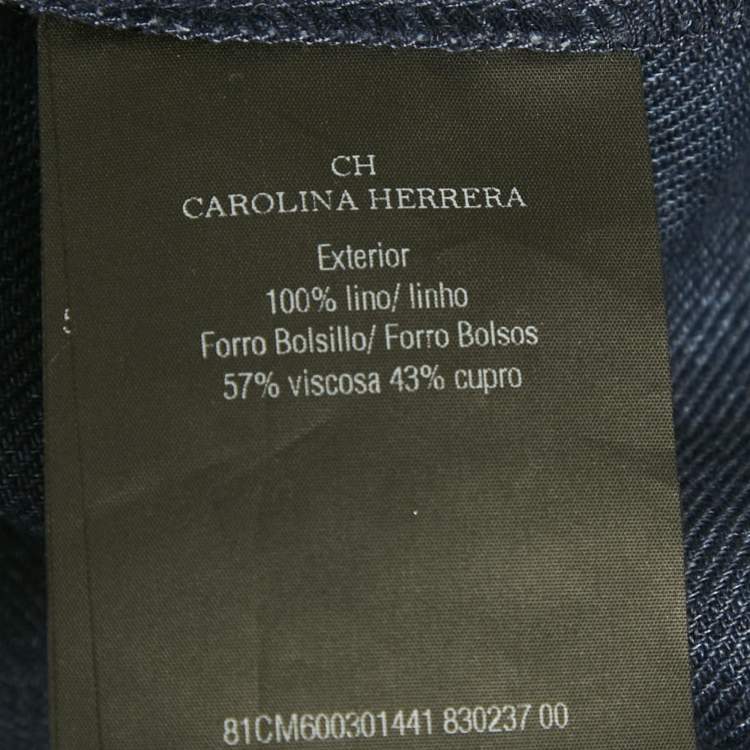 CH
CAROLINA HERRERA
Exterior
100% lino/ linho
Forro Bolsillo/ Forro Bolsos
57% viscosa 43% cupro
81CM600301441 830237 00